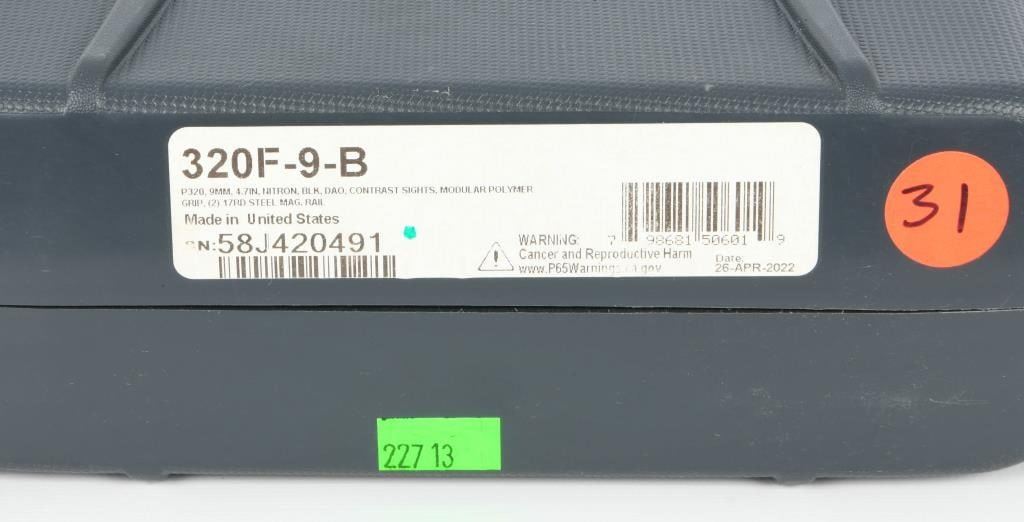 320F-9-B
P320, 9MM, 4.7IN, NITRON, BLK, DAO, CONTRAST SIGHTS, MODULAR POLYMER
GRIP, (2) 17RD STEEL MAG, RAIL
Made in United States
SN:58J420491
WARNING:
Cancer and Reproductive Harm
www.P65Warnings.ca.gov
7 98681 50601 9
Date:
26-APR-2022
31
227 13